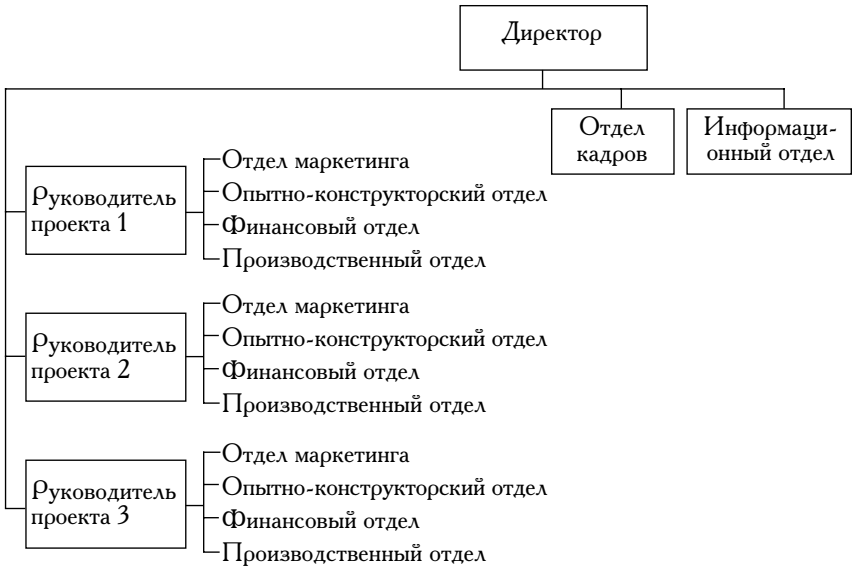 Директор
Отдел
кадров
Информаци-
онный отдел
Руководитель
проекта 1
Отдел маркетинга
Опытно-конструкторский отдел
Финансовый отдел
Производственный отдел
Руководитель
проекта 2
Отдел маркетинга
Опытно-конструкторский отдел
Финансовый отдел
Производственный отдел
Руководитель
проекта 3
Отдел маркетинга
Опытно-конструкторский отдел
Финансовый отдел
Производственный отдел